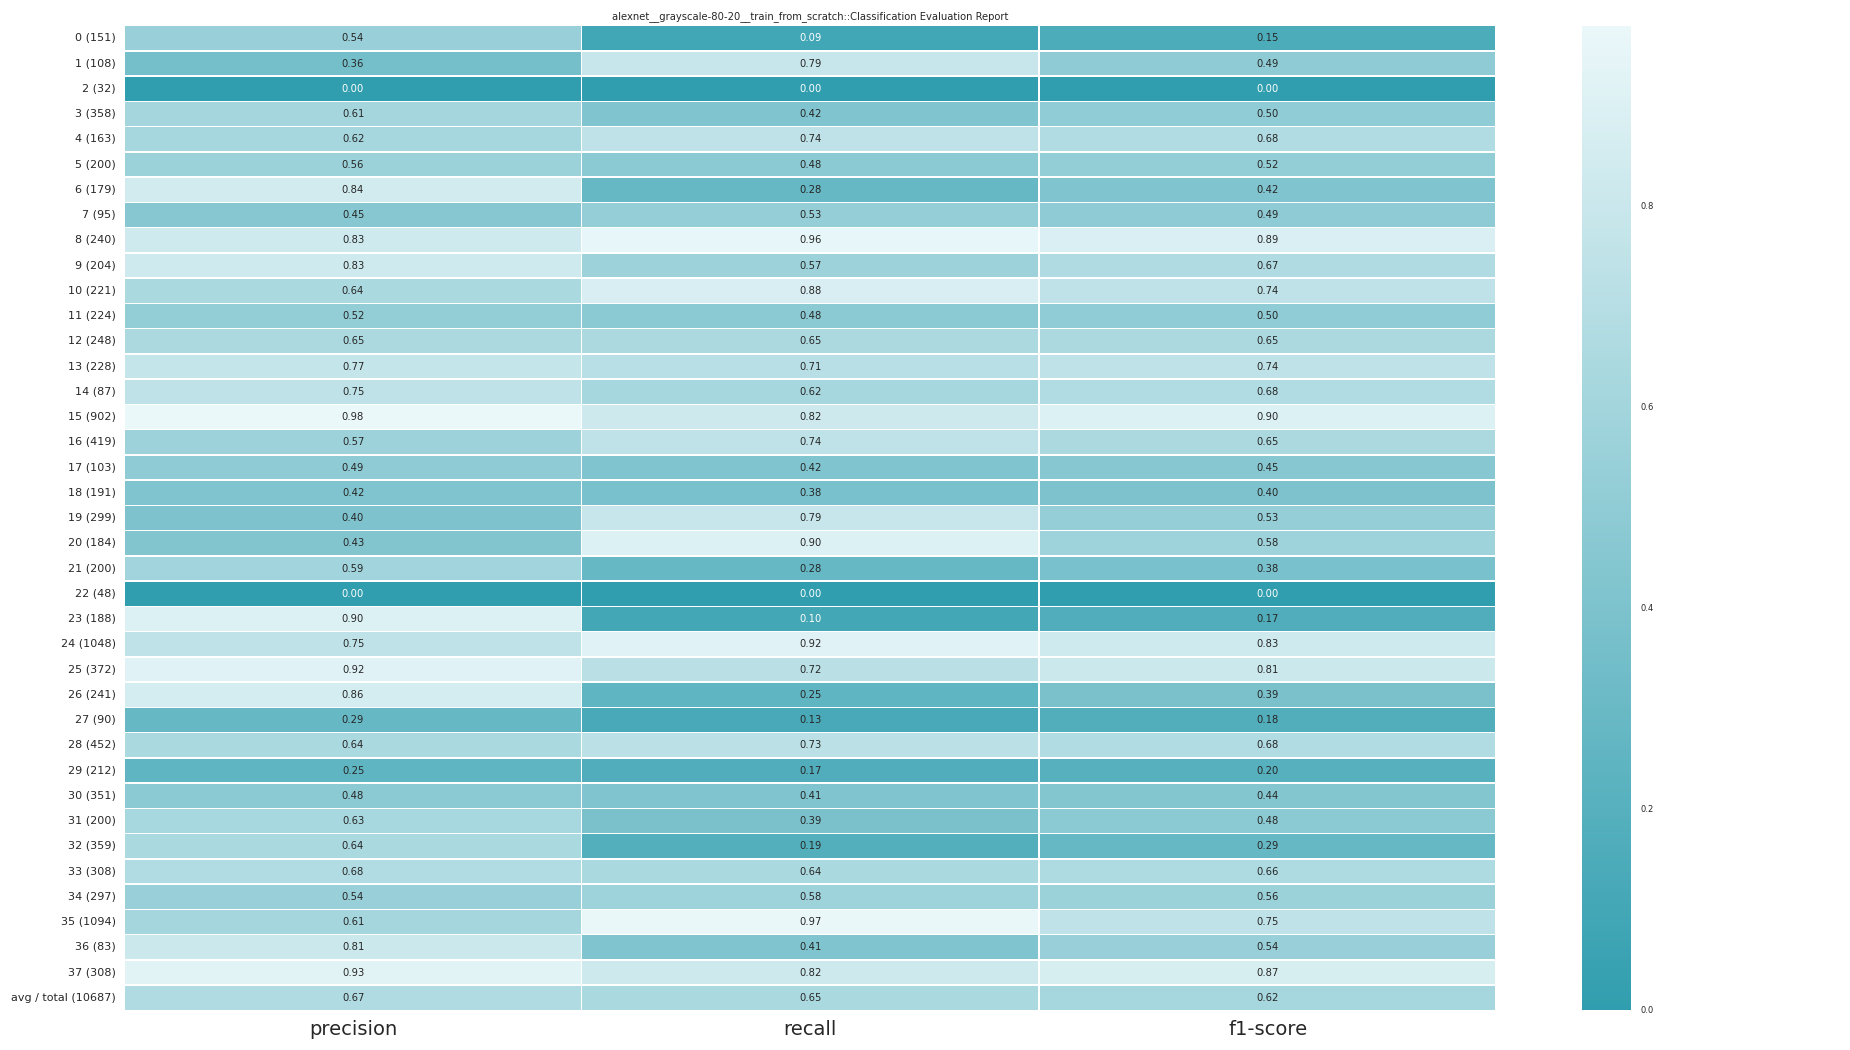 alexnet__grayscale-80-20__train_from_scratch::Classification Evaluation Report
0 (151) 0.54 0.09 0.15
1 (108) 0.36 0.79 0.49
2 (32) 0.00 0.00 0.00
3 (358) 0.61 0.42 0.50
4 (163) 0.62 0.74 0.68
5 (200) 0.56 0.48 0.52
6 (179) 0.84 0.28 0.42
7 (95) 0.45 0.53 0.49
8 (240) 0.83 0.96 0.89
9 (204) 0.83 0.57 0.67
10 (221) 0.64 0.88 0.74
11 (224) 0.52 0.48 0.50
12 (248) 0.65 0.65 0.65
13 (228) 0.77 0.71 0.74
14 (87) 0.75 0.62 0.68
15 (902) 0.98 0.82 0.90
16 (419) 0.57 0.74 0.65
17 (103) 0.49 0.42 0.45
18 (191) 0.42 0.38 0.40
19 (299) 0.40 0.79 0.53
20 (184) 0.43 0.90 0.58
21 (200) 0.59 0.28 0.38
22 (48) 0.00 0.00 0.00
23 (188) 0.90 0.10 0.17
24 (1048) 0.75 0.92 0.83
25 (372) 0.92 0.72 0.81
26 (241) 0.86 0.25 0.39
27 (90) 0.29 0.13 0.18
28 (452) 0.64 0.73 0.68
29 (212) 0.25 0.17 0.20
30 (351) 0.48 0.41 0.44
31 (200) 0.63 0.39 0.48
32 (359) 0.64 0.19 0.29
33 (308) 0.68 0.64 0.66
34 (297) 0.54 0.58 0.56
35 (1094) 0.61 0.97 0.75
36 (83) 0.81 0.41 0.54
37 (308) 0.93 0.82 0.87
avg / total (10687) 0.67 0.65 0.62
precision recall f1-score
0.8
0.6
0.4
0.2
0.0